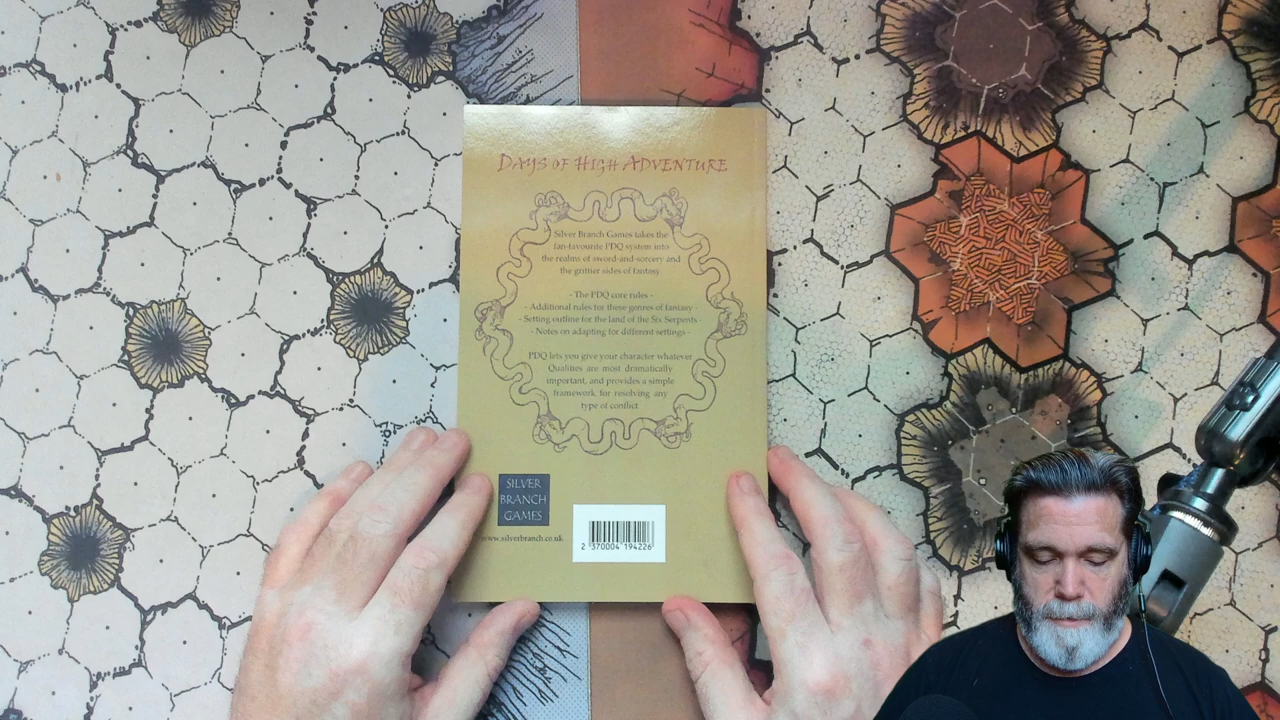 DAYS OF HIGH ADVENTURE
Silver Branch Games takes the
fan-favourite PDQ system into
the realms of sword-and-sorcery and
the grittier sides of fantasy
- The PDQ core rules -
- Additional rules for these genres of fantasy -
- Setting outline for the land of the Six Serpents -
- Notes on adapting for different settings -
PDQ lets you give your character whatever
Qualities are most dramatically
important, and provides a simple
framework for resolving any
type of conflict
SILVER
BRANCH
GAMES
www.silverbranch.co.uk
2 370004 194226